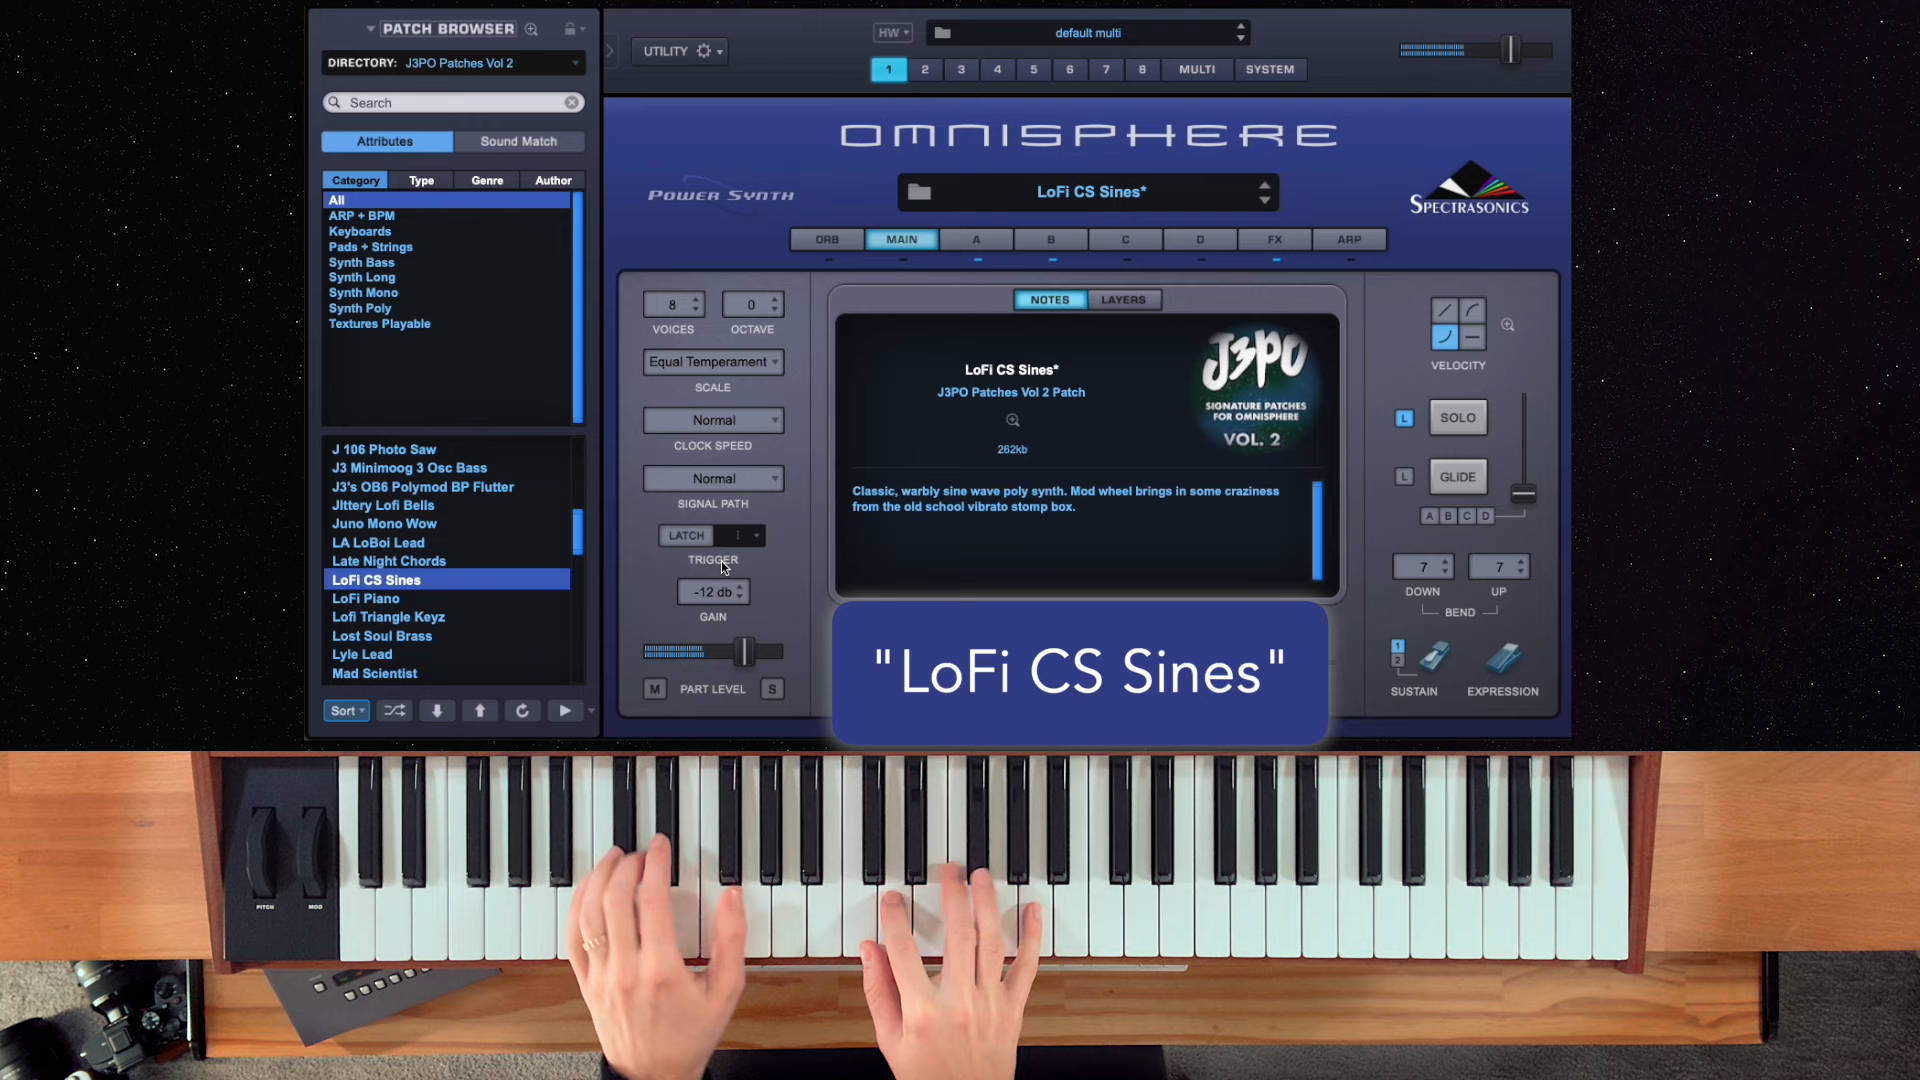 PATCH BROWSER
DIRECTORY: J3PO Patches Vol 2
Search
Attributes
Sound Match
Category
Type
Genre
Author
All
ARP + BPM
Keyboards
Pads + Strings
Synth Bass
Synth Long
Synth Mono
Synth Poly
Textures Playable
J 106 Photo Saw
J3 Minimoog 3 Osc Bass
J3's OB6 Polymod BP Flutter
JIttery Lofi Bells
Juno Mono Wow
LA LoBoi Lead
Late Night Chords
LoFi CS Sines
LoFi Piano
Lofi Triangle Keyz
Lost Soul Brass
Lyle Lead
Mad Scientist
Sort
UTILITY
HW
default multi
1 2 3 4 5 6 7 8 MULTI SYSTEM
OMNISPHERE
POWER SYNTH
LoFi CS Sines*
SPECTRASONICS
ORB MAIN A B C D FX ARP
8
0
VOICES
OCTAVE
Equal Temperament
SCALE
Normal
CLOCK SPEED
Normal
SIGNAL PATH
LATCH
TRIGGER
-12 db
GAIN
M PART LEVEL S
NOTES LAYERS
LoFi CS Sines*
J3PO Patches Vol 2 Patch
262kb
J3PO
SIGNATURE PATCHES
FOR OMNISPHERE
VOL. 2
Classic, warbly sine wave poly synth. Mod wheel brings in some craziness
from the old school vibrato stomp box.
"LoFi CS Sines"
VELOCITY
L SOLO
L GLIDE
A B C D
7
7
DOWN
UP
BEND
1
2
SUSTAIN
EXPRESSION
PITCH
MOD